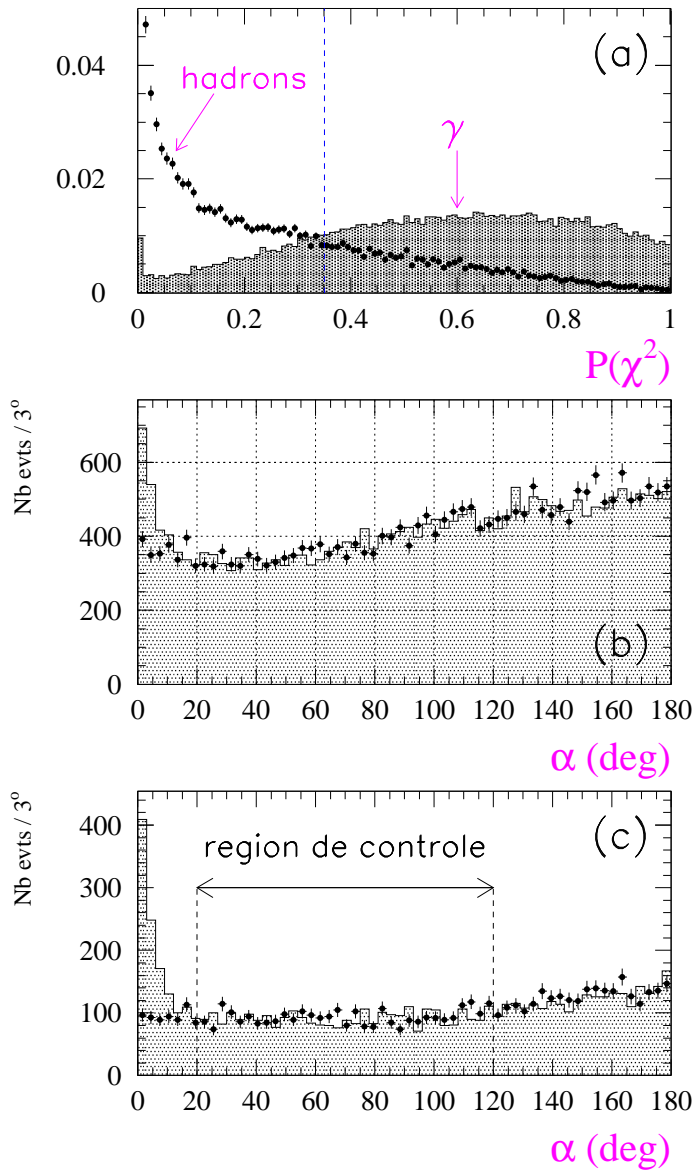 (a)
hadrons
γ
0.04
0.02
0
0 0.2 0.4 0.6 0.8 1
P(χ²)
Nb evts / 3°
600
400
200
0
(b)
0 20 40 60 80 100 120 140 160 180
α (deg)
Nb evts / 3°
400
300
200
100
0
(c)
region de controle
0 20 40 60 80 100 120 140 160 180
α (deg)